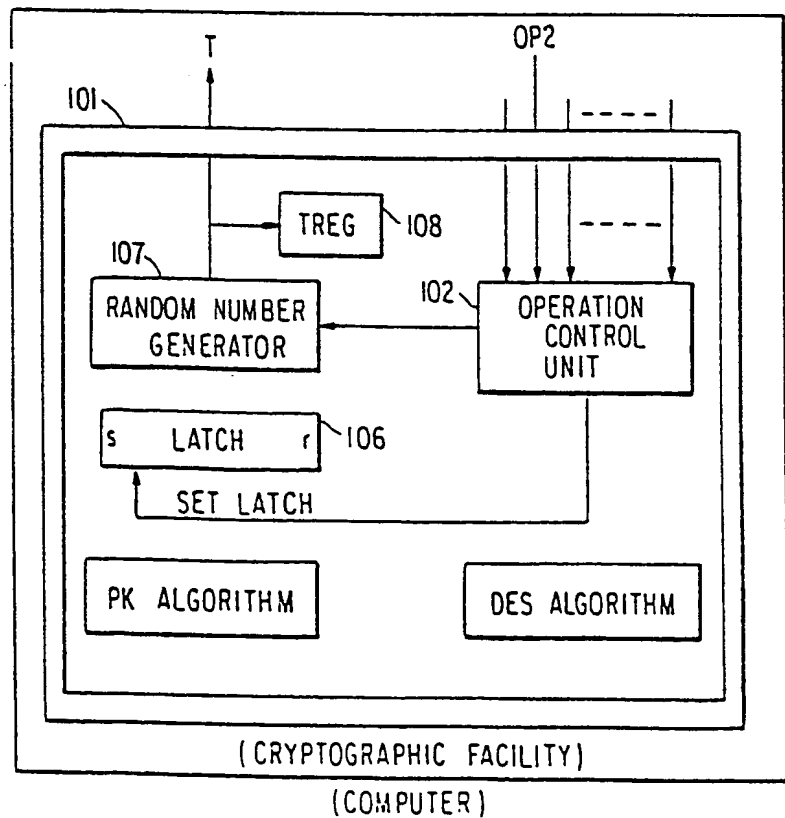 T
OP2
101
TREG
108
107
RANDOM NUMBER
GENERATOR
102
OPERATION
CONTROL
UNIT
s LATCH r
106
SET LATCH
PK ALGORITHM
DES ALGORITHM
(CRYPTOGRAPHIC FACILITY)
(COMPUTER)